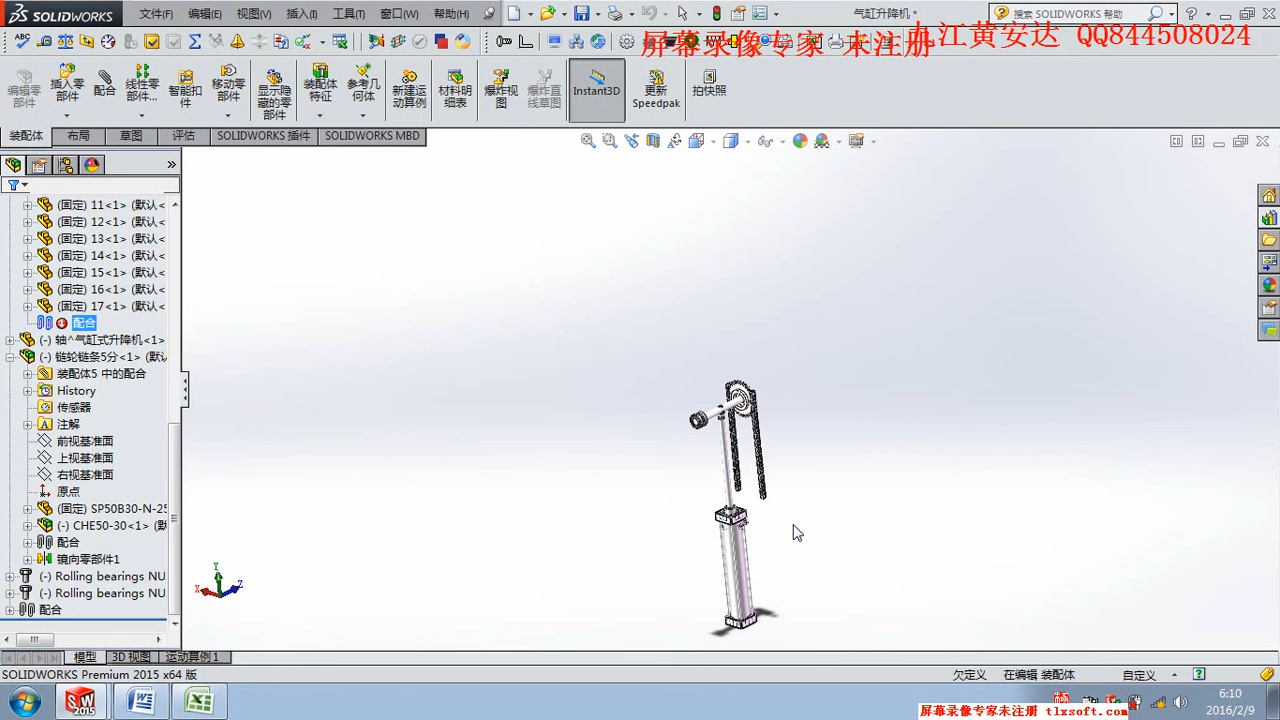 SOLIDWORKS 文件(F) 编辑(E) 视图(V) 插入(I) 工具(T) 窗口(W) 帮助(H) 气缸升降机 * 搜索 SOLIDWORKS 帮助
屏幕录像专家 未注册
九江黄安达 QQ844508024
编辑零部件 插入零部件 配合 线性零部件... 智能扣件 移动零部件 显示隐藏的零部件 装配体特征 参考几何体 新建运动算例 材料明细表 爆炸视图 爆炸直线草图 Instant3D 更新 Speedpak 拍快照
装配体 布局 草图 评估 SOLIDWORKS 插件 SOLIDWORKS MBD
(固定) 11<1> (默认<
(固定) 12<1> (默认<
(固定) 13<1> (默认<
(固定) 14<1> (默认<
(固定) 15<1> (默认<
(固定) 16<1> (默认<
(固定) 17<1> (默认<
配合
(-) 轴^气缸式升降机<1>
(-) 链轮链条5分<1> (默认
装配体5 中的配合
History
传感器
注解
前视基准面
上视基准面
右视基准面
原点
(固定) SP50B30-N-25
(-) CHE50-30<1> (默
配合
镜向零部件1
(-) Rolling bearings NU
(-) Rolling bearings NU
配合
Y
X
Z
模型 3D 视图 运动算例 1
SOLIDWORKS Premium 2015 x64 版 欠定义 在编辑 装配体 自定义
6:10
2016/2/9
屏幕录像专家未注册 tlxsoft.com